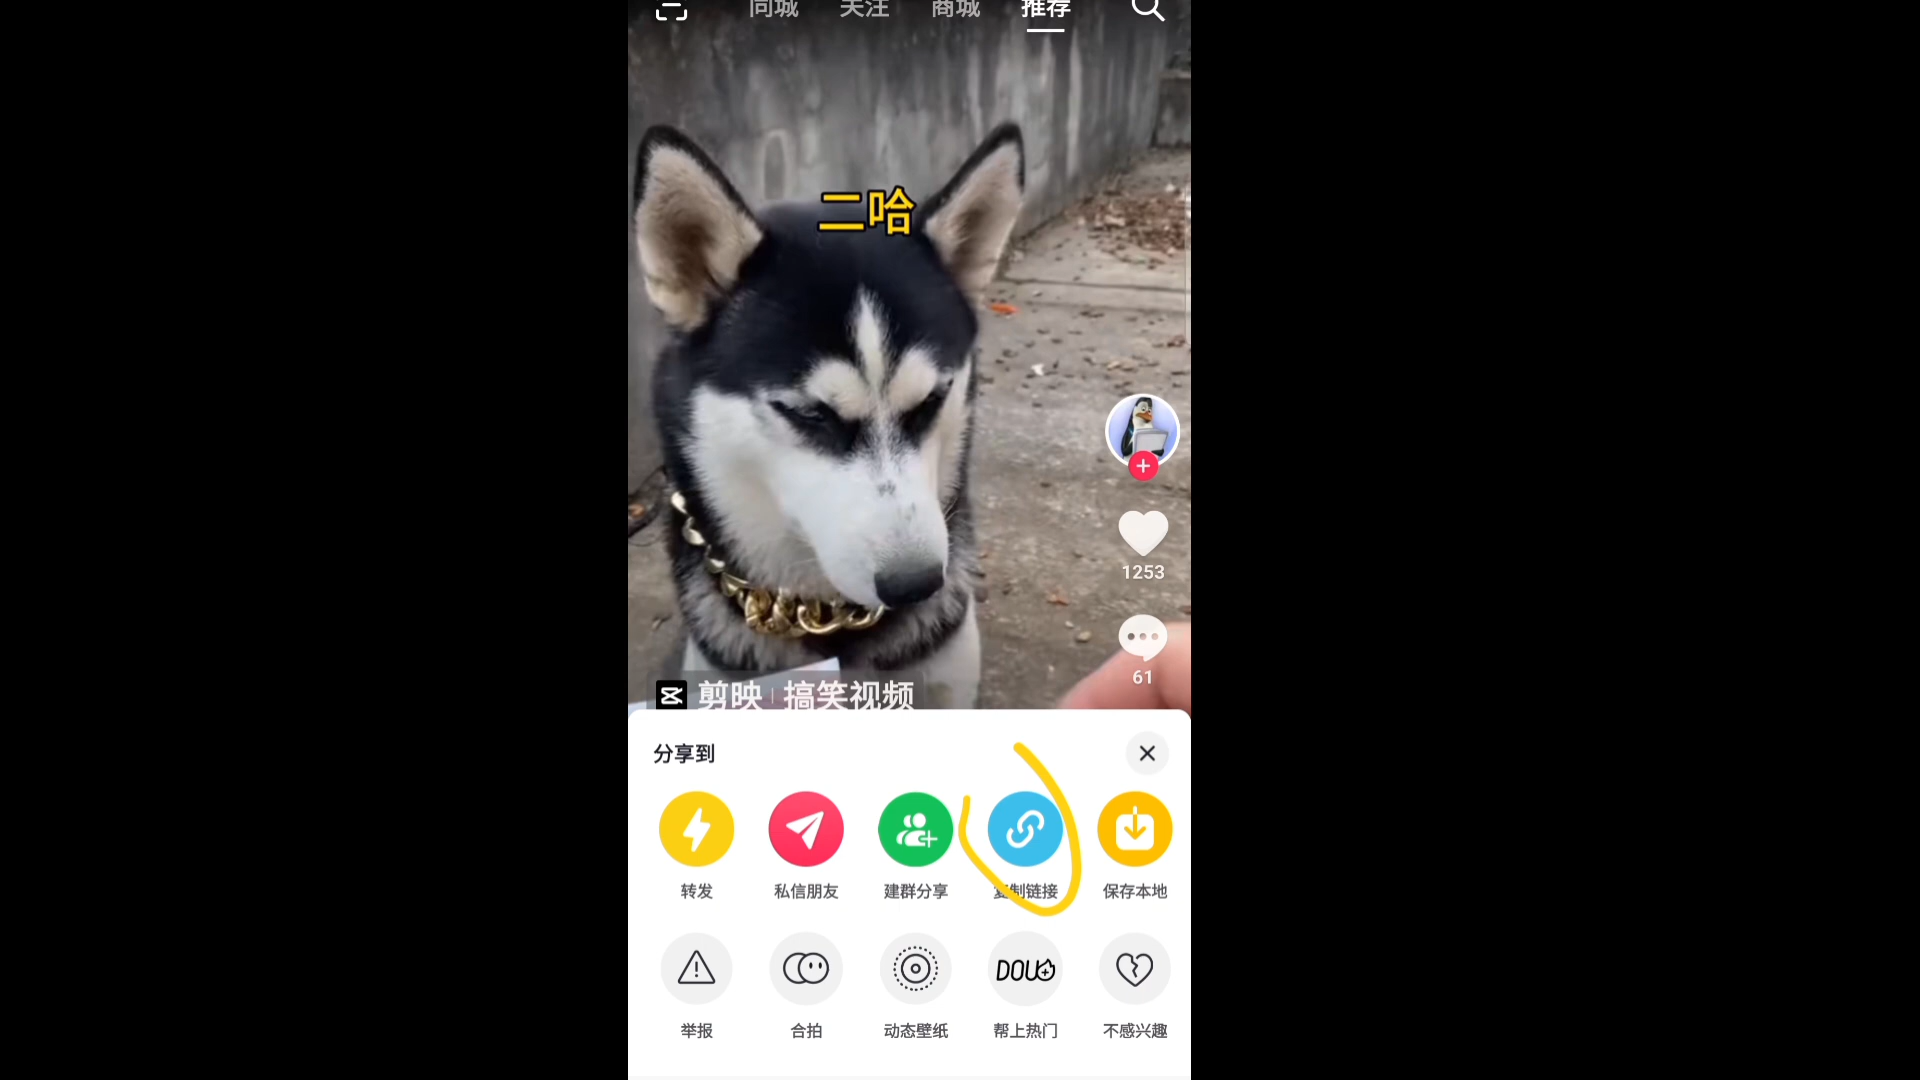 同城 关注 商城 推荐
二哈
1253
61
剪映 搞笑视频
分享到
转发 私信朋友 建群分享 复制链接 保存本地
DOU+
举报 合拍 动态壁纸 帮上热门 不感兴趣